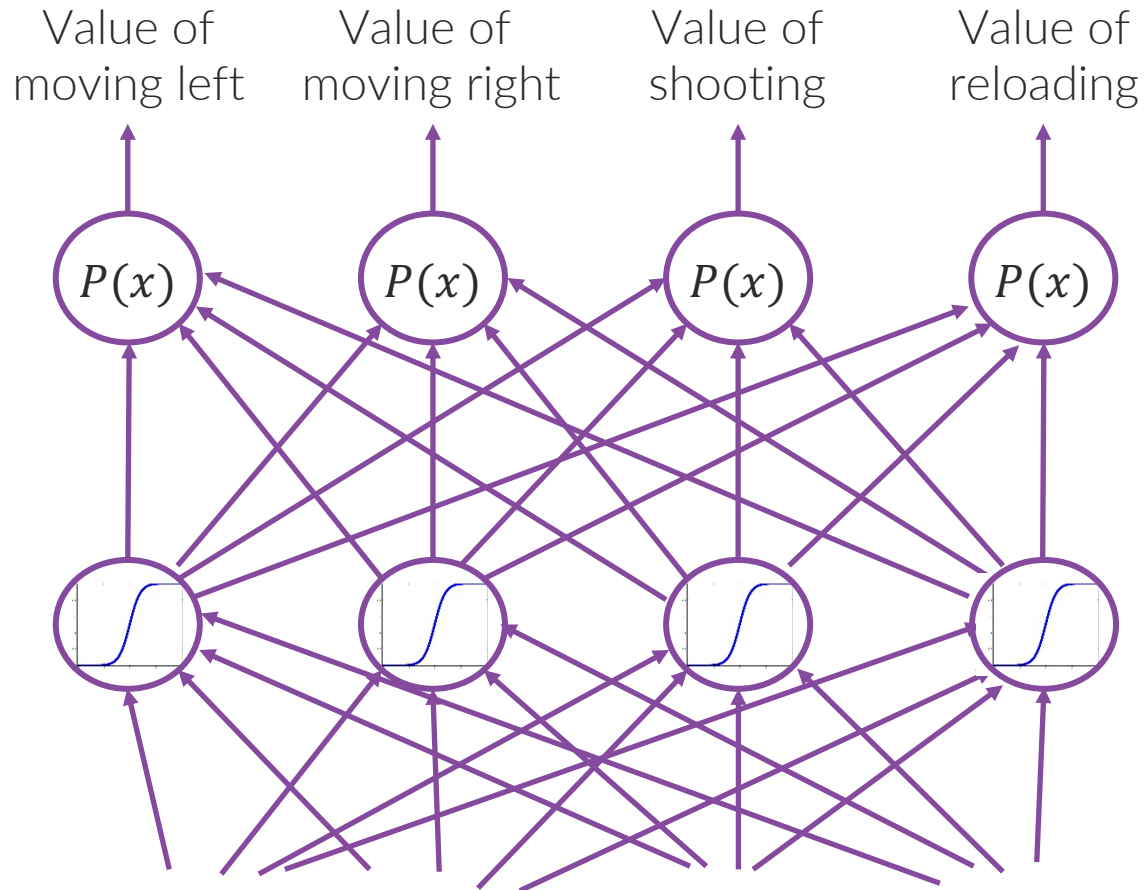 Value of
moving left
Value of
moving right
Value of
shooting
Value of
reloading
P(x)
P(x)
P(x)
P(x)